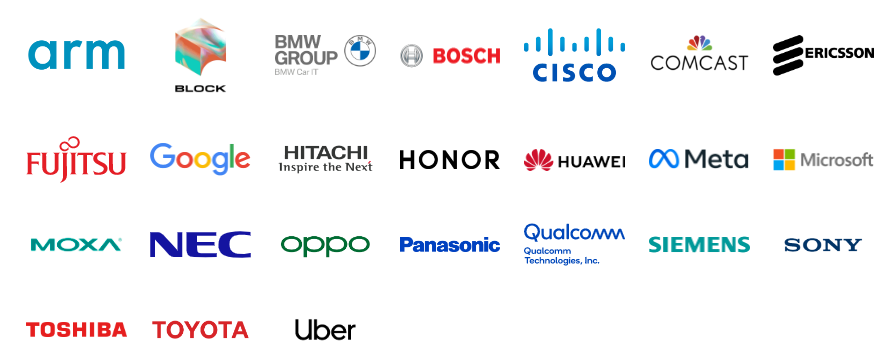 arm
BLOCK
BMW
GROUP
BMW Car IT
BMW
BOSCH
CISCO
COMCAST
ERICSSON
FUJITSU
Google
HITACHI
Inspire the Next
HONOR
HUAWEI
Meta
Microsoft
MOXA®
NEC
oppo
Panasonic
Qualcomm
Qualcomm
Technologies, Inc.
SIEMENS
SONY
TOSHIBA
TOYOTA
Uber